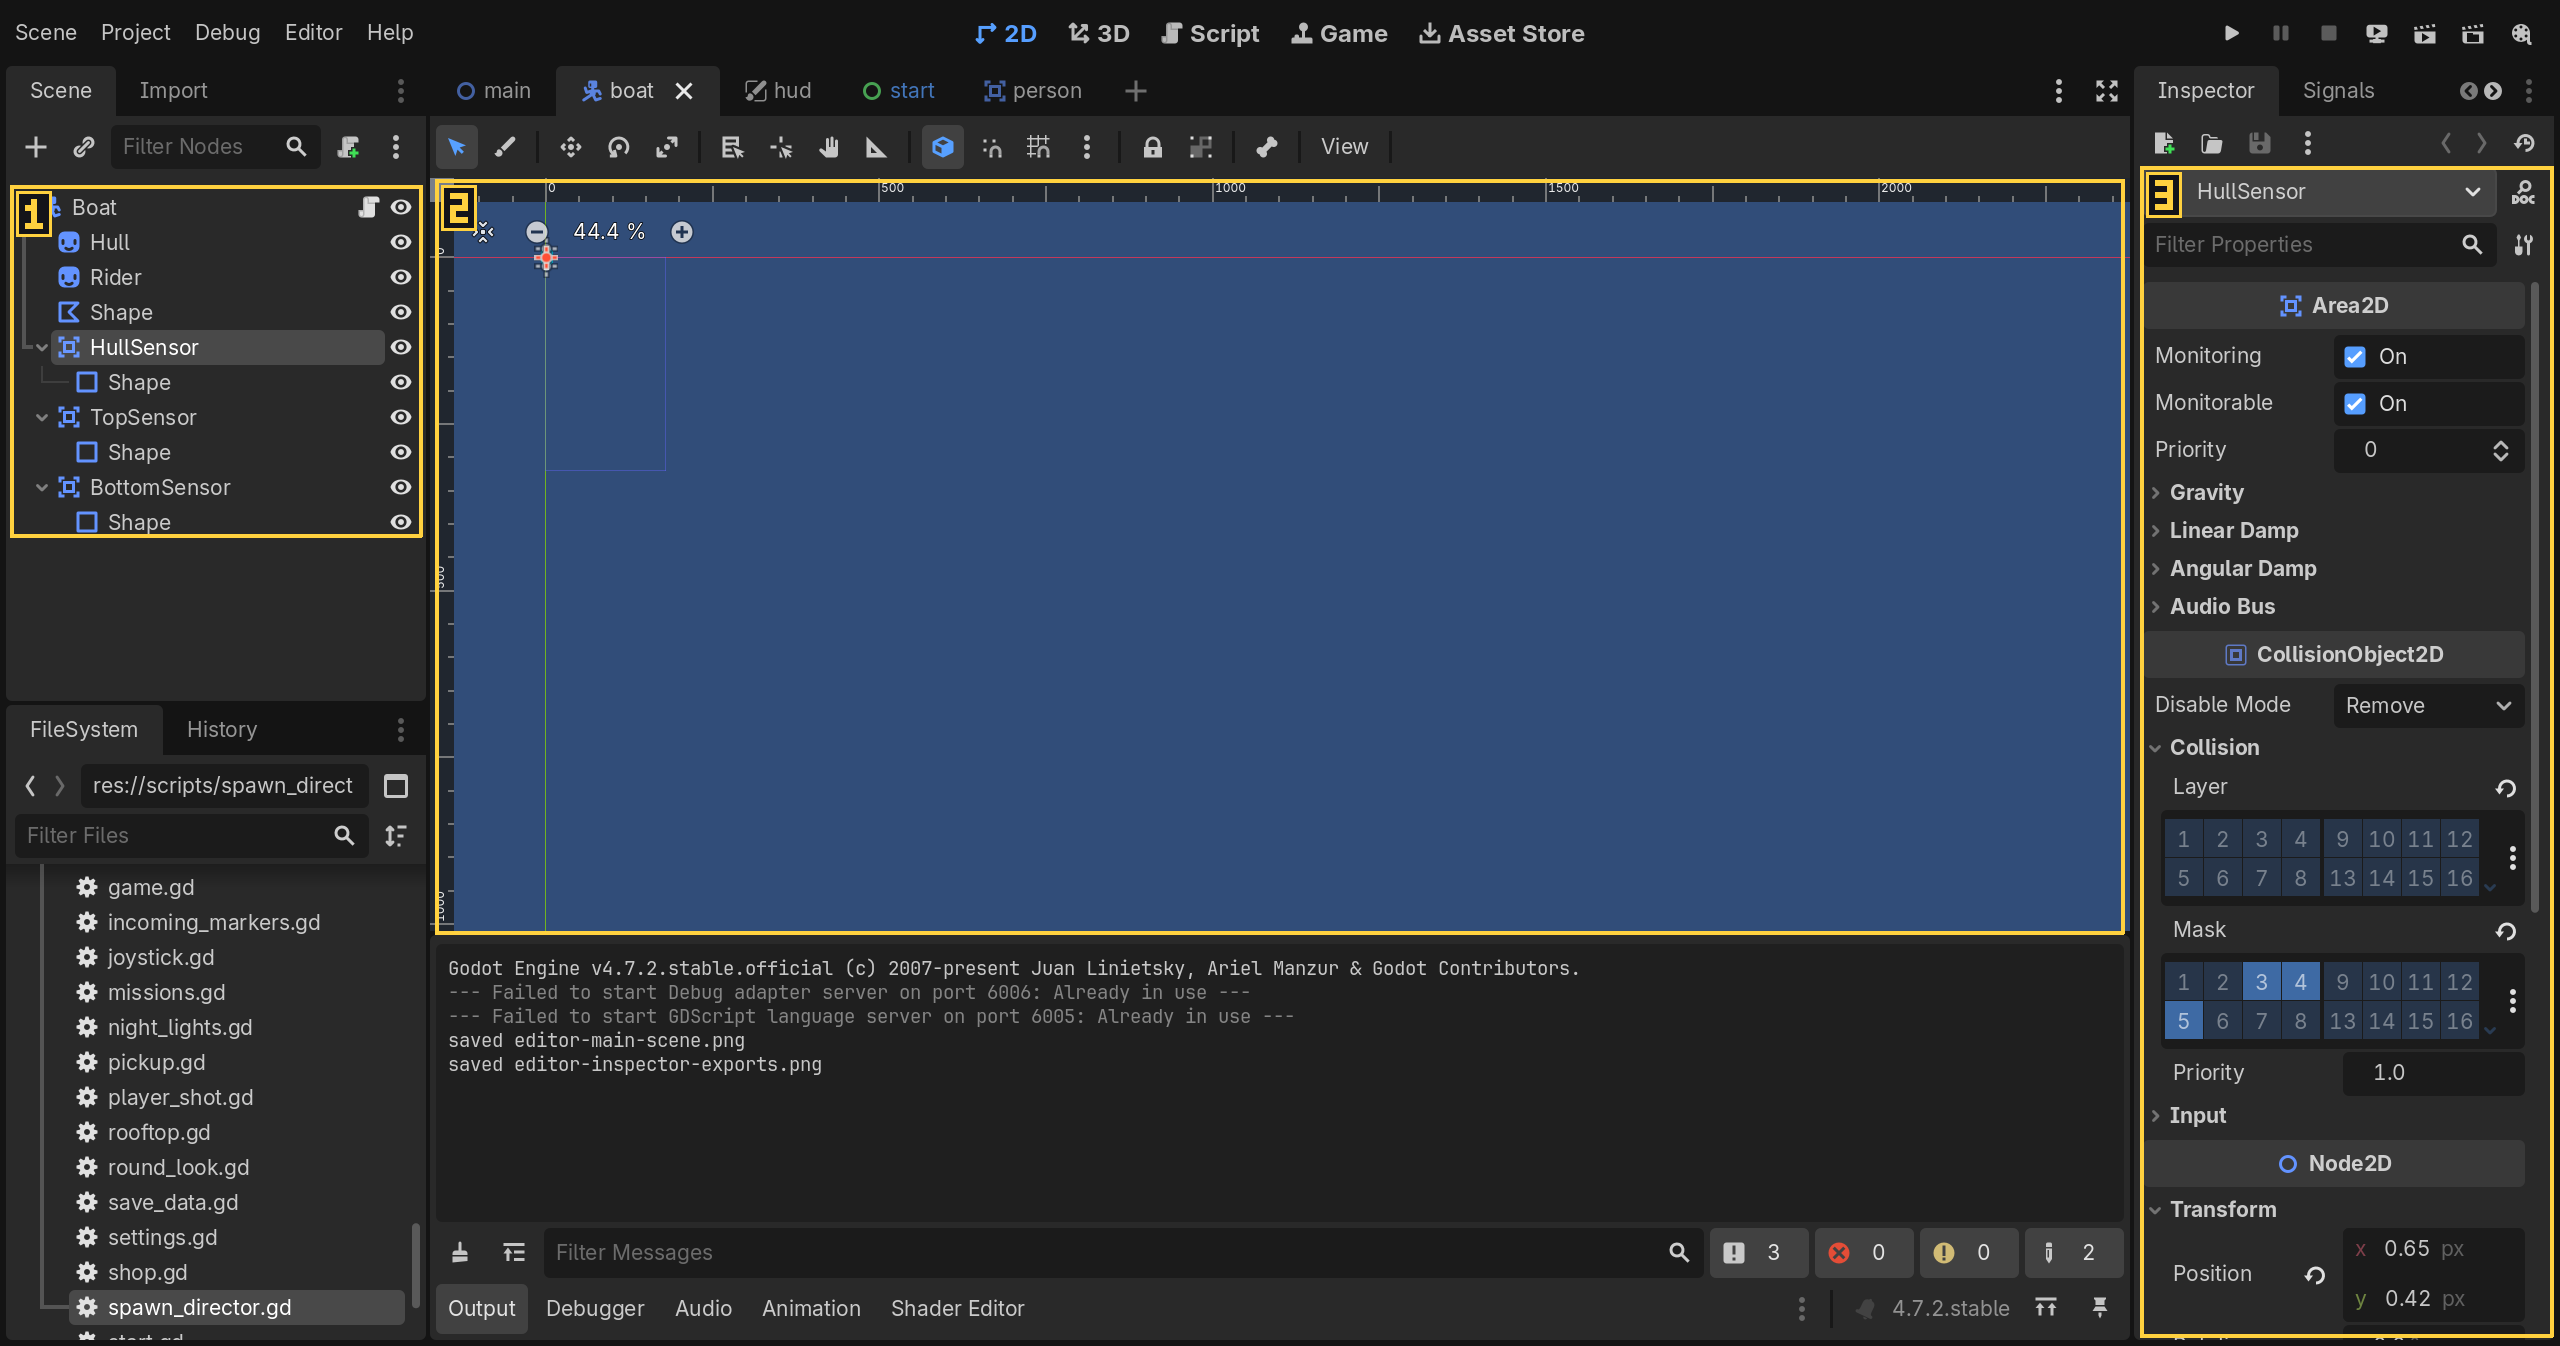 Scene Project Debug Editor Help
2D 3D Script Game Asset Store
Scene Import
main boat hud start person
Inspector Signals
Filter Nodes
View
1
Boat
Hull
Rider
Shape
HullSensor
Shape
TopSensor
Shape
BottomSensor
Shape
FileSystem History
res://scripts/spawn_direct
Filter Files
game.gd
incoming_markers.gd
joystick.gd
missions.gd
night_lights.gd
pickup.gd
player_shot.gd
rooftop.gd
round_look.gd
save_data.gd
settings.gd
shop.gd
spawn_director.gd
start.gd
2
0 500 1000 1500 2000
44.4 %
0
500
1000
Godot Engine v4.7.2.stable.official (c) 2007-present Juan Linietsky, Ariel Manzur & Godot Contributors.
--- Failed to start Debug adapter server on port 6006: Already in use ---
--- Failed to start GDScript language server on port 6005: Already in use ---
saved editor-main-scene.png
saved editor-inspector-exports.png
Filter Messages
3 0 0 2
Output Debugger Audio Animation Shader Editor
4.7.2.stable
3
HullSensor
DOC
Filter Properties
Area2D
Monitoring On
Monitorable On
Priority 0
Gravity
Linear Damp
Angular Damp
Audio Bus
CollisionObject2D
Disable Mode Remove
Collision
Layer
1 2 3 4 9 10 11 12
5 6 7 8 13 14 15 16
Mask
1 2 3 4 9 10 11 12
5 6 7 8 13 14 15 16
Priority 1.0
Input
Node2D
Transform
Position
x 0.65 px
y 0.42 px